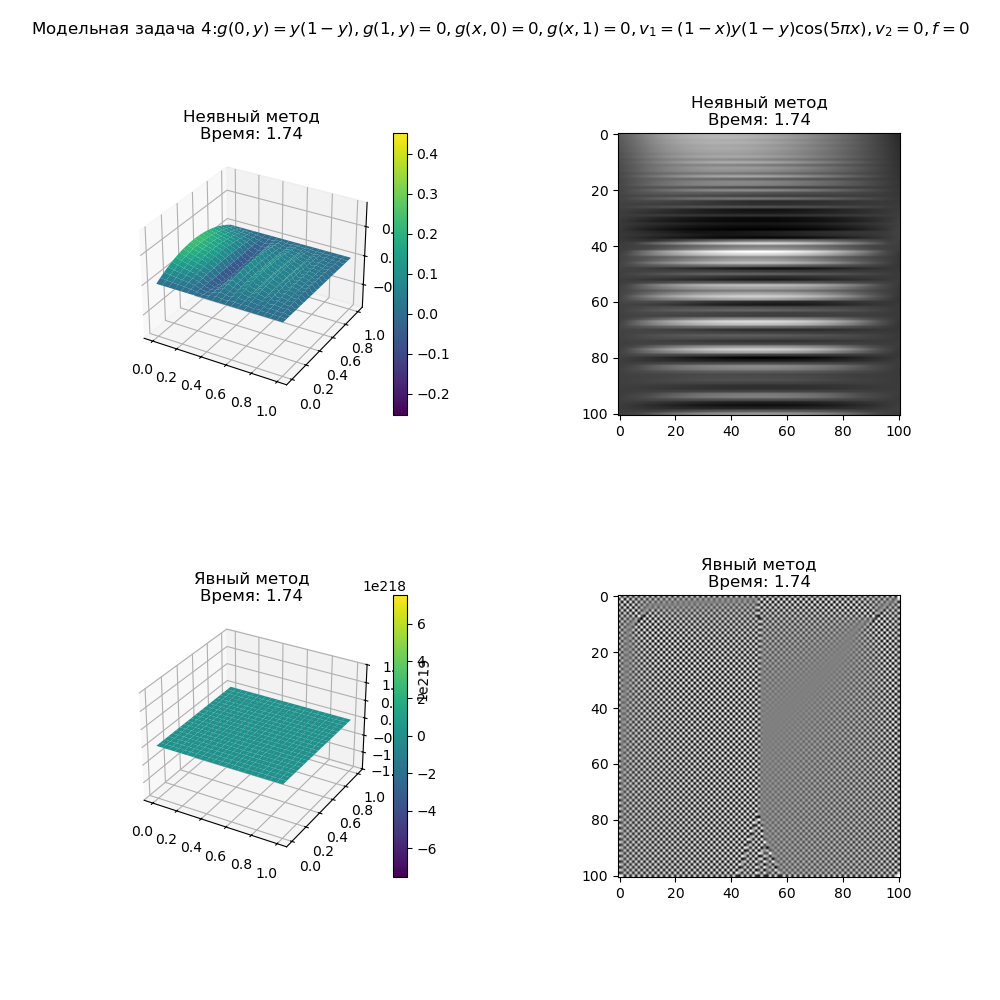 Модельная задача 4:g(0, y) = y(1 − y), g(1, y) = 0, g(x, 0) = 0, g(x, 1) = 0, v₁ = (1 − x)y(1 − y)cos(5πx), v₂ = 0, f = 0
Неявный метод
Время: 1.74
0.4
0.3
0.2
0.1
0.0
−0.1
−0.2
0.0 0.2 0.4 0.6 0.8 1.0
0.0 0.2 0.4 0.6 0.8 1.0
Неявный метод
Время: 1.74
0
20
40
60
80
100
0 20 40 60 80 100
Явный метод
Время: 1.74
1e218
6
4
2
0
−2
−4
−6
1e219
0.0 0.2 0.4 0.6 0.8 1.0
0.0 0.2 0.4 0.6 0.8 1.0
Явный метод
Время: 1.74
0
20
40
60
80
100
0 20 40 60 80 100